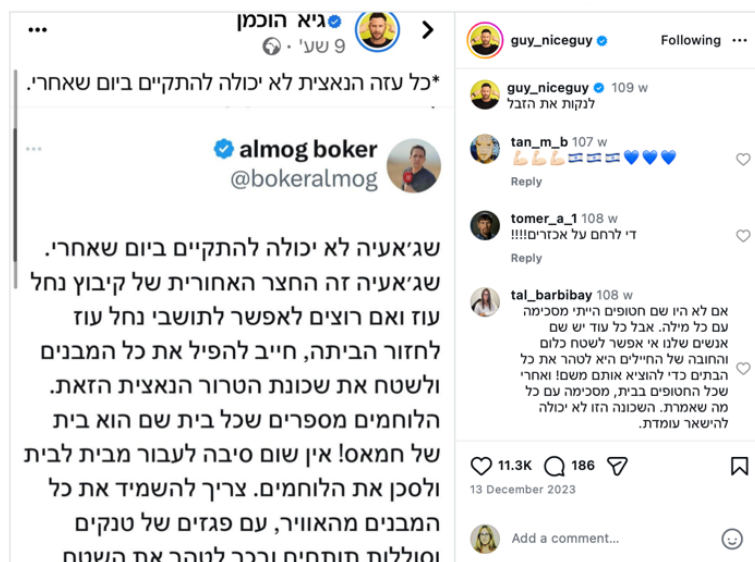 גיא הוכמן
9 שע'
*כל עזה הנאצית לא יכולה להתקיים ביום שאחרי.
almog boker
@bokeralmog
שג׳אעיה לא יכולה להתקיים ביום שאחרי.
שג׳אעיה זה החצר האחורית של קיבוץ נחל
עוז ואם רוצים לאפשר לתושבי נחל עוז
לחזור הביתה, חייב להפיל את כל המבנים
ולשטח את שכונת הטרור הנאצית הזאת.
הלוחמים מספרים שכל בית שם הוא בית
של חמאס! אין שום סיבה לעבור מבית לבית
ולסכן את הלוחמים. צריך להשמיד את כל
המבנים מהאוויר, עם פגזים של טנקים
וסוללות תותחים ובכך לטהר את השטח
guy_niceguy
Following
guy_niceguy 109 w
לנקות את הזבל
tan_m_b 107 w
💪🏻💪🏻💪🏻🇮🇱🇮🇱🇮🇱💙💙💙
Reply
tomer_a_1 108 w
די לרחם על אכזרים!!!!
Reply
tal_barbibay 108 w
אם לא היו שם חטופים הייתי מסכימה
עם כל מילה. אבל כל עוד יש שם
אנשים שלנו אי אפשר לשטח כלום
והחובה של החיילים היא לטהר את כל
הבתים כדי להוציא אותם משם! ואחרי
שכל החטופים בבית, מסכימה עם כל
מה שאמרת. השכונה הזו לא יכולה
להישאר עומדת.
11.3K 186
13 December 2023
Add a comment...